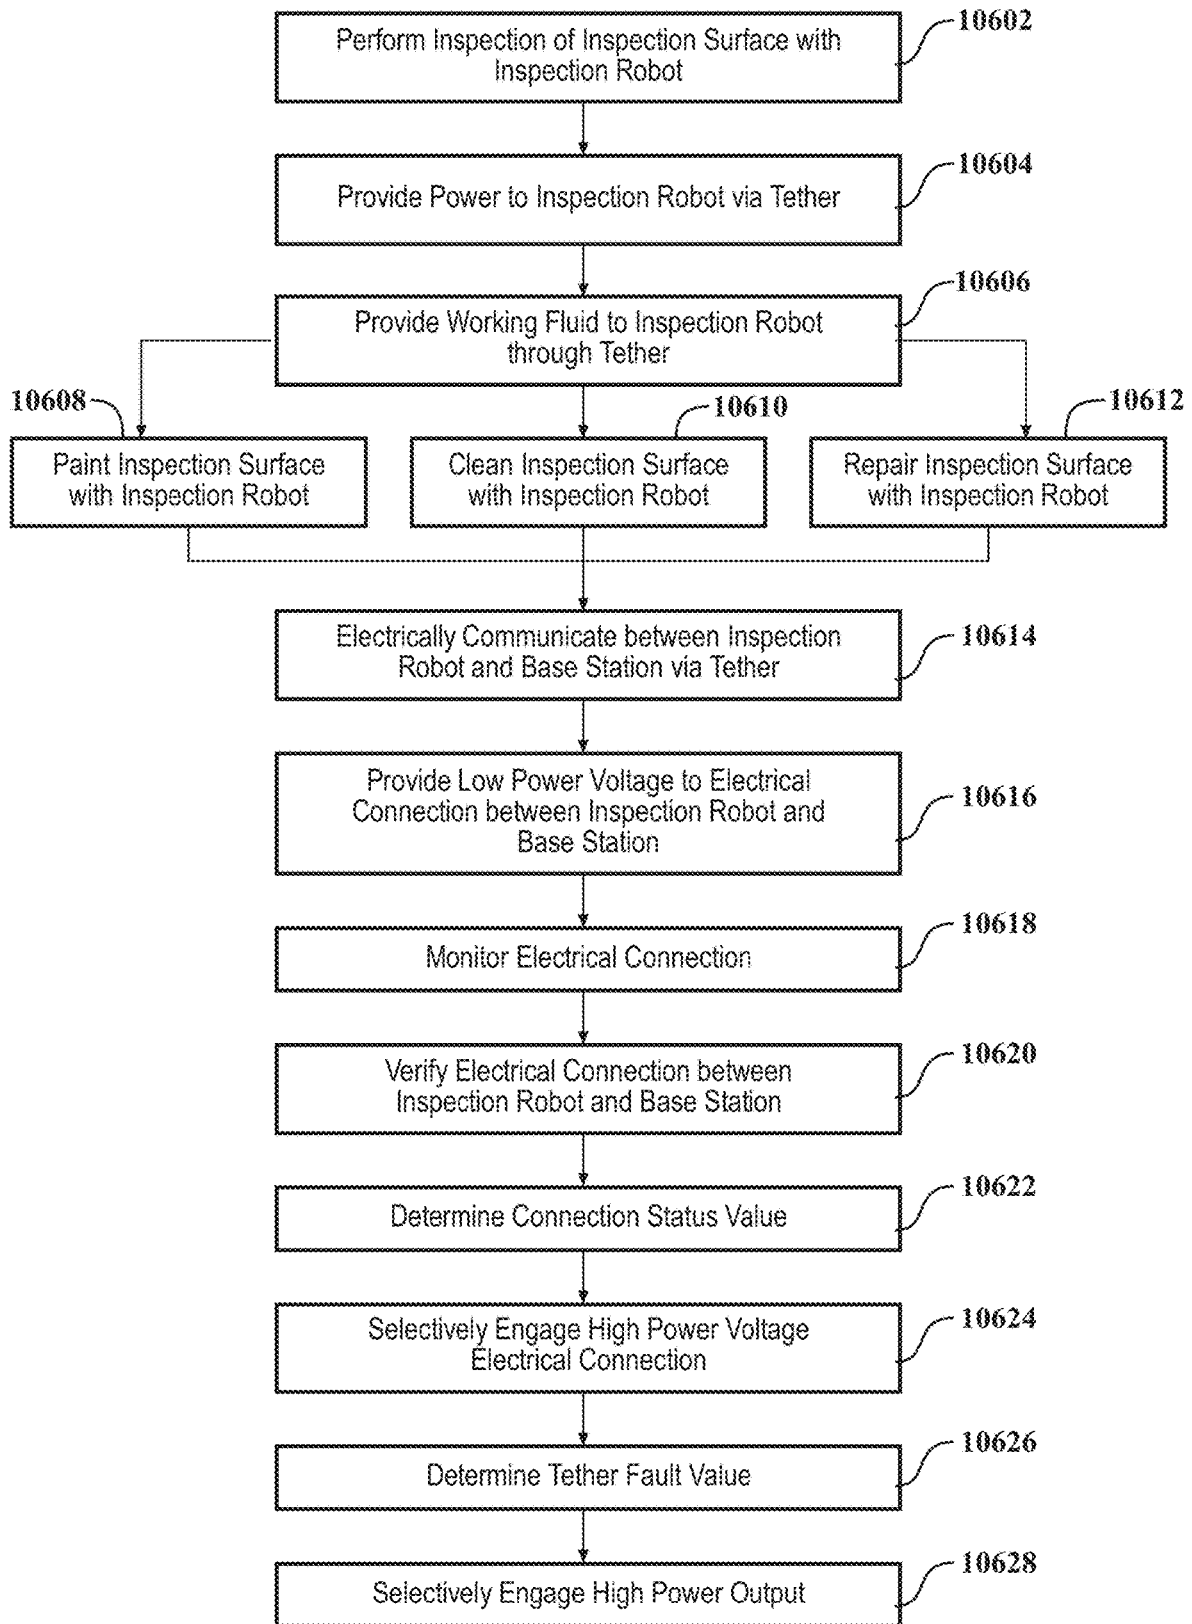 10602
Perform Inspection of Inspection Surface with
Inspection Robot
10604
Provide Power to Inspection Robot via Tether
10606
Provide Working Fluid to Inspection Robot
through Tether
10608
10610
10612
Paint Inspection Surface
with Inspection Robot
Clean Inspection Surface
with Inspection Robot
Repair Inspection Surface
with Inspection Robot
Electrically Communicate between Inspection
Robot and Base Station via Tether
10614
Provide Low Power Voltage to Electrical
Connection between Inspection Robot and
Base Station
10616
10618
Monitor Electrical Connection
10620
Verify Electrical Connection between
Inspection Robot and Base Station
10622
Determine Connection Status Value
10624
Selectively Engage High Power Voltage
Electrical Connection
10626
Determine Tether Fault Value
10628
Selectively Engage High Power Output